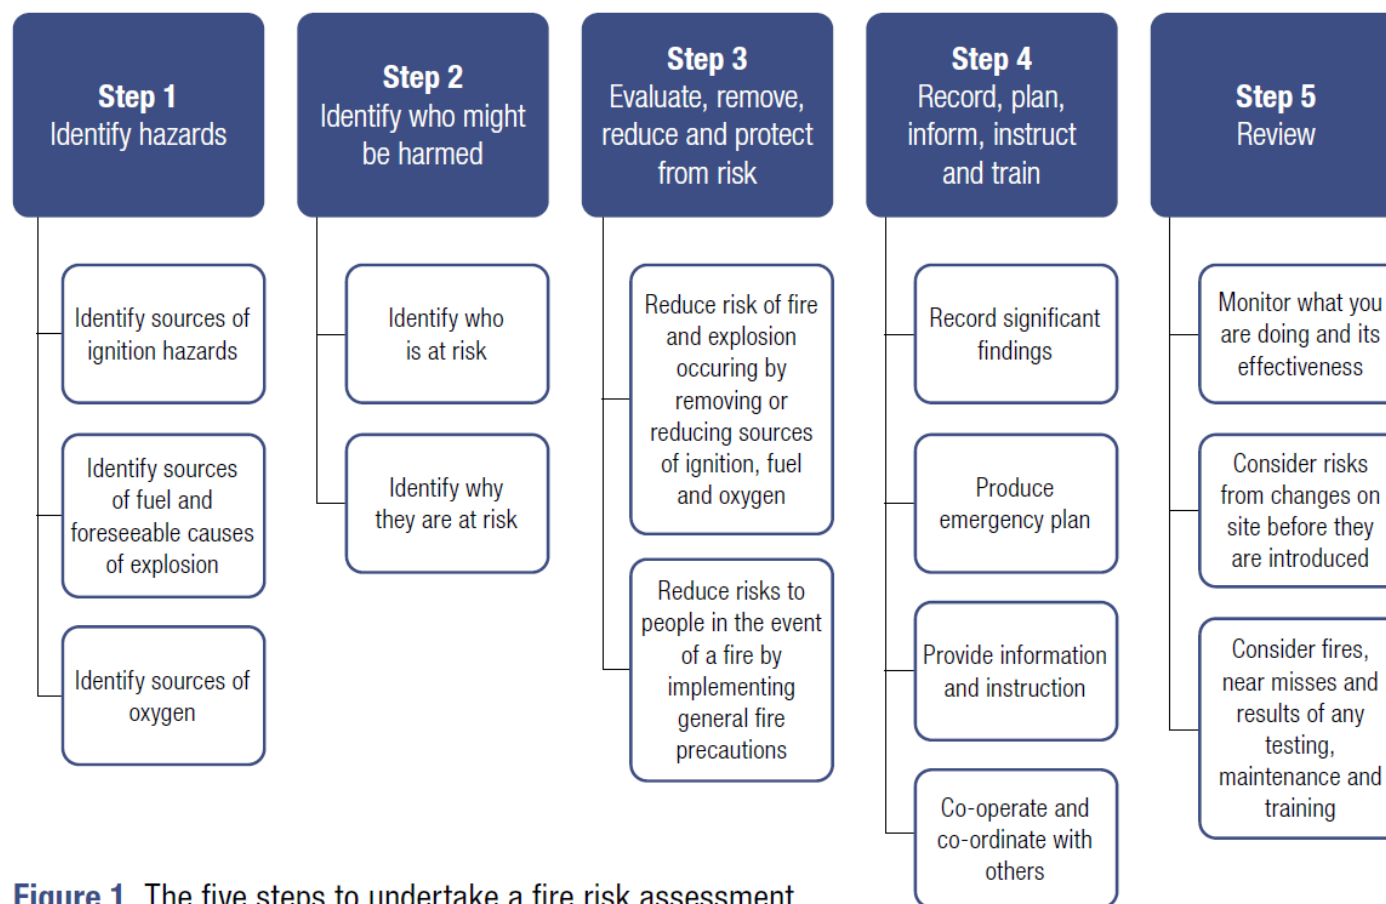 Step 1
Identify hazards
Identify sources of
ignition hazards
Identify sources
of fuel and
foreseeable causes
of explosion
Identify sources of
oxygen
Step 2
Identify who might
be harmed
Identify who
is at risk
Identify why
they are at risk
Step 3
Evaluate, remove,
reduce and protect
from risk
Reduce risk of fire
and explosion
occuring by
removing or
reducing sources
of ignition, fuel
and oxygen
Reduce risks to
people in the event
of a fire by
implementing
general fire
precautions
Step 4
Record, plan,
inform, instruct
and train
Record significant
findings
Produce
emergency plan
Provide information
and instruction
Co-operate and
co-ordinate with
others
Step 5
Review
Monitor what you
are doing and its
effectiveness
Consider risks
from changes on
site before they
are introduced
Consider fires,
near misses and
results of any
testing,
maintenance and
training
Figure 1 The five steps to undertake a fire risk assessment